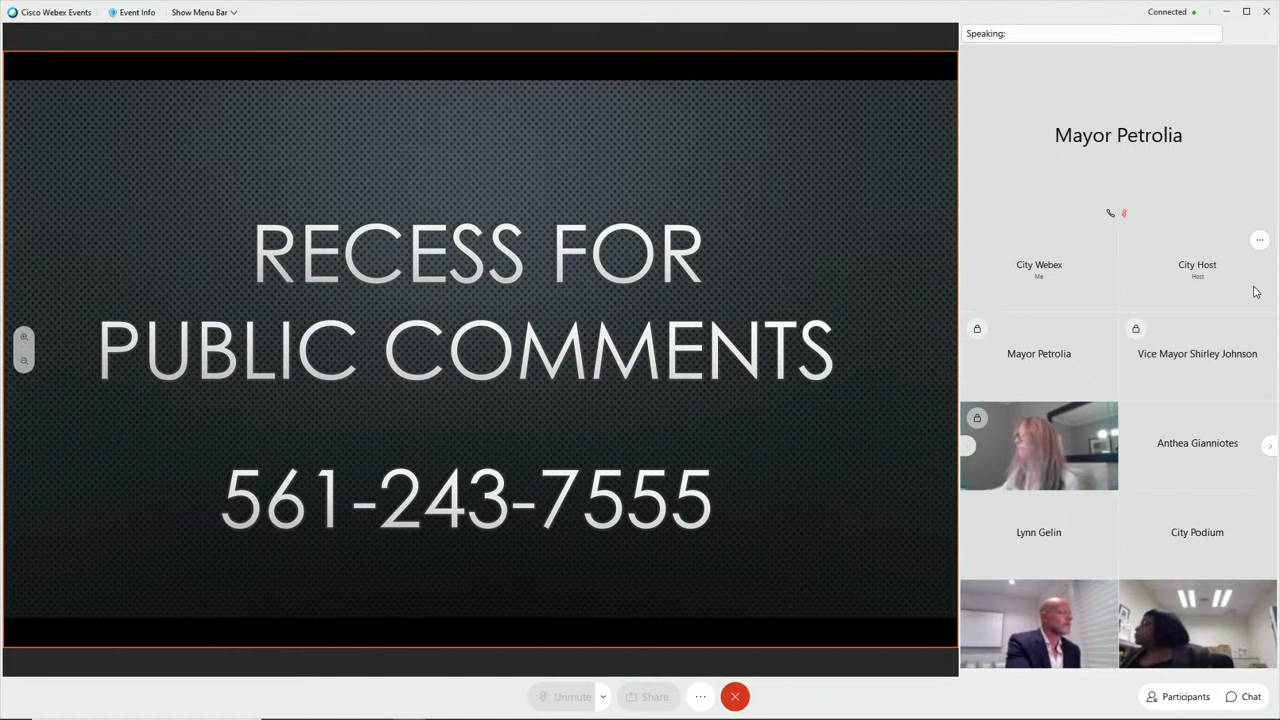 Cisco Webex Events
Event Info
Show Menu Bar
Connected
Speaking:
Mayor Petrolia
RECESS FOR
PUBLIC COMMENTS
561-243-7555
City Webex
Me
City Host
Host
Mayor Petrolia
Vice Mayor Shirley Johnson
Anthea Gianniotes
Lynn Gelin
City Podium
Unmute
Share
Participants
Chat